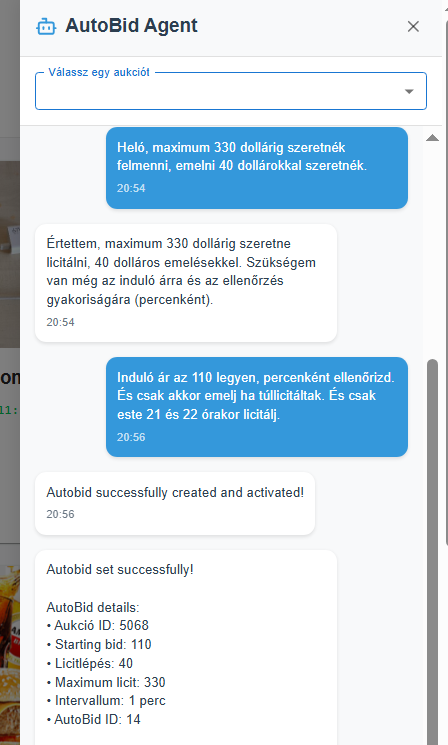 AutoBid Agent
Válassz egy aukciót
Heló, maximum 330 dollárig szeretnék
felmenni, emelni 40 dollárokkal szeretnék.
20:54
Értettem, maximum 330 dollárig szeretne
licitálni, 40 dolláros emelésekkel. Szükségem
van még az induló árra és az ellenőrzés
gyakoriságára (percenként).
20:54
Induló ár az 110 legyen, percenként ellenőrizd.
És csak akkor emelj ha túllicitáltak. És csak
este 21 és 22 órakor licitálj.
20:56
Autobid successfully created and activated!
20:56
Autobid set successfully!
AutoBid details:
• Aukció ID: 5068
• Starting bid: 110
• Licitlépés: 40
• Maximum licit: 330
• Intervallum: 1 perc
• AutoBid ID: 14
on
11: